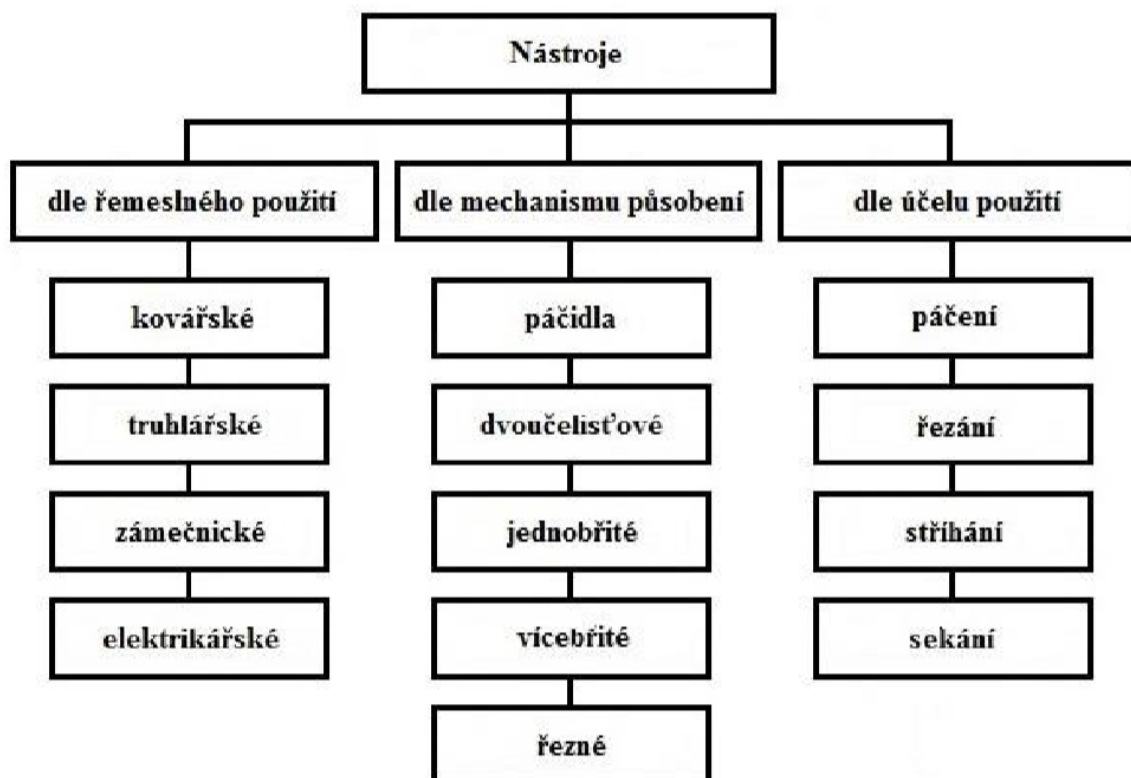 Nástroje
dle řemeslného použití
dle mechanismu působení
dle účelu použití
kovářské
páčidla
páčení
truhlářské
dvoučelisťové
řezání
zámečnické
jednobřité
stříhání
elektrikářské
vícebřité
sekání
řezné